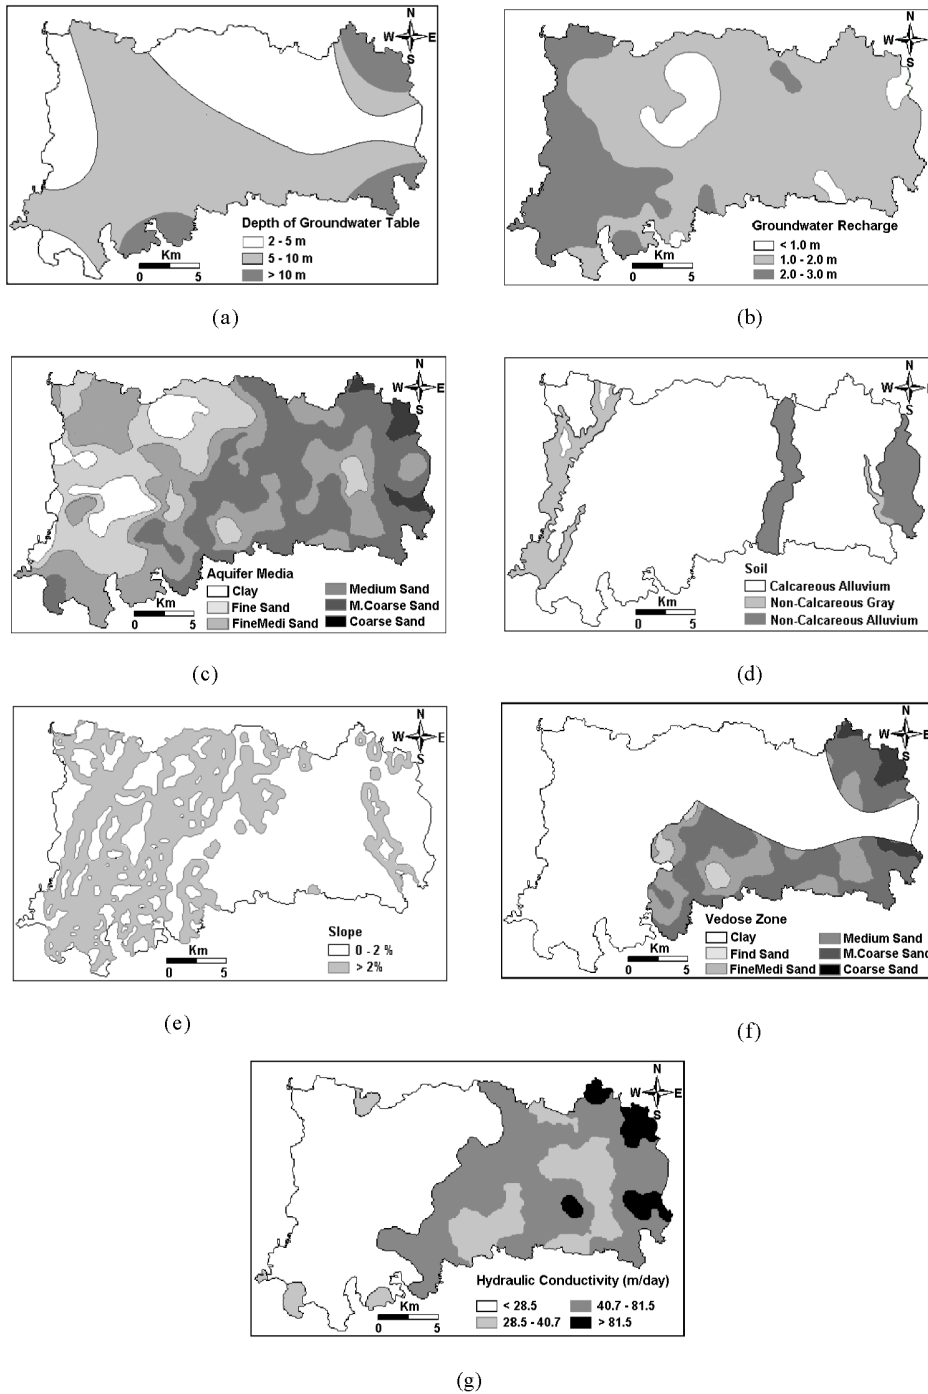 N
W E
S
Depth of Groundwater Table
2 - 5 m
5 - 10 m
> 10 m
Km
0 5
(a)
N
W E
S
Groundwater Recharge
< 1.0 m
1.0 - 2.0 m
2.0 - 3.0 m
Km
0 5
(b)
N
W E
S
Aquifer Media
Clay
Fine Sand
FineMedi Sand
Medium Sand
M.Coarse Sand
Coarse Sand
Km
0 5
(c)
N
W E
S
Soil
Calcareous Alluvium
Non-Calcareous Gray
Non-Calcareous Alluvium
Km
0 5
(d)
N
W E
S
Slope
0 - 2 %
> 2%
Km
0 5
(e)
N
W E
S
Vedose Zone
Clay
Find Sand
FineMedi Sand
Medium Sand
M.Coarse Sand
Coarse Sand
Km
0 5
(f)
N
W E
S
Hydraulic Conductivity (m/day)
< 28.5
28.5 - 40.7
40.7 - 81.5
> 81.5
Km
0 5
(g)